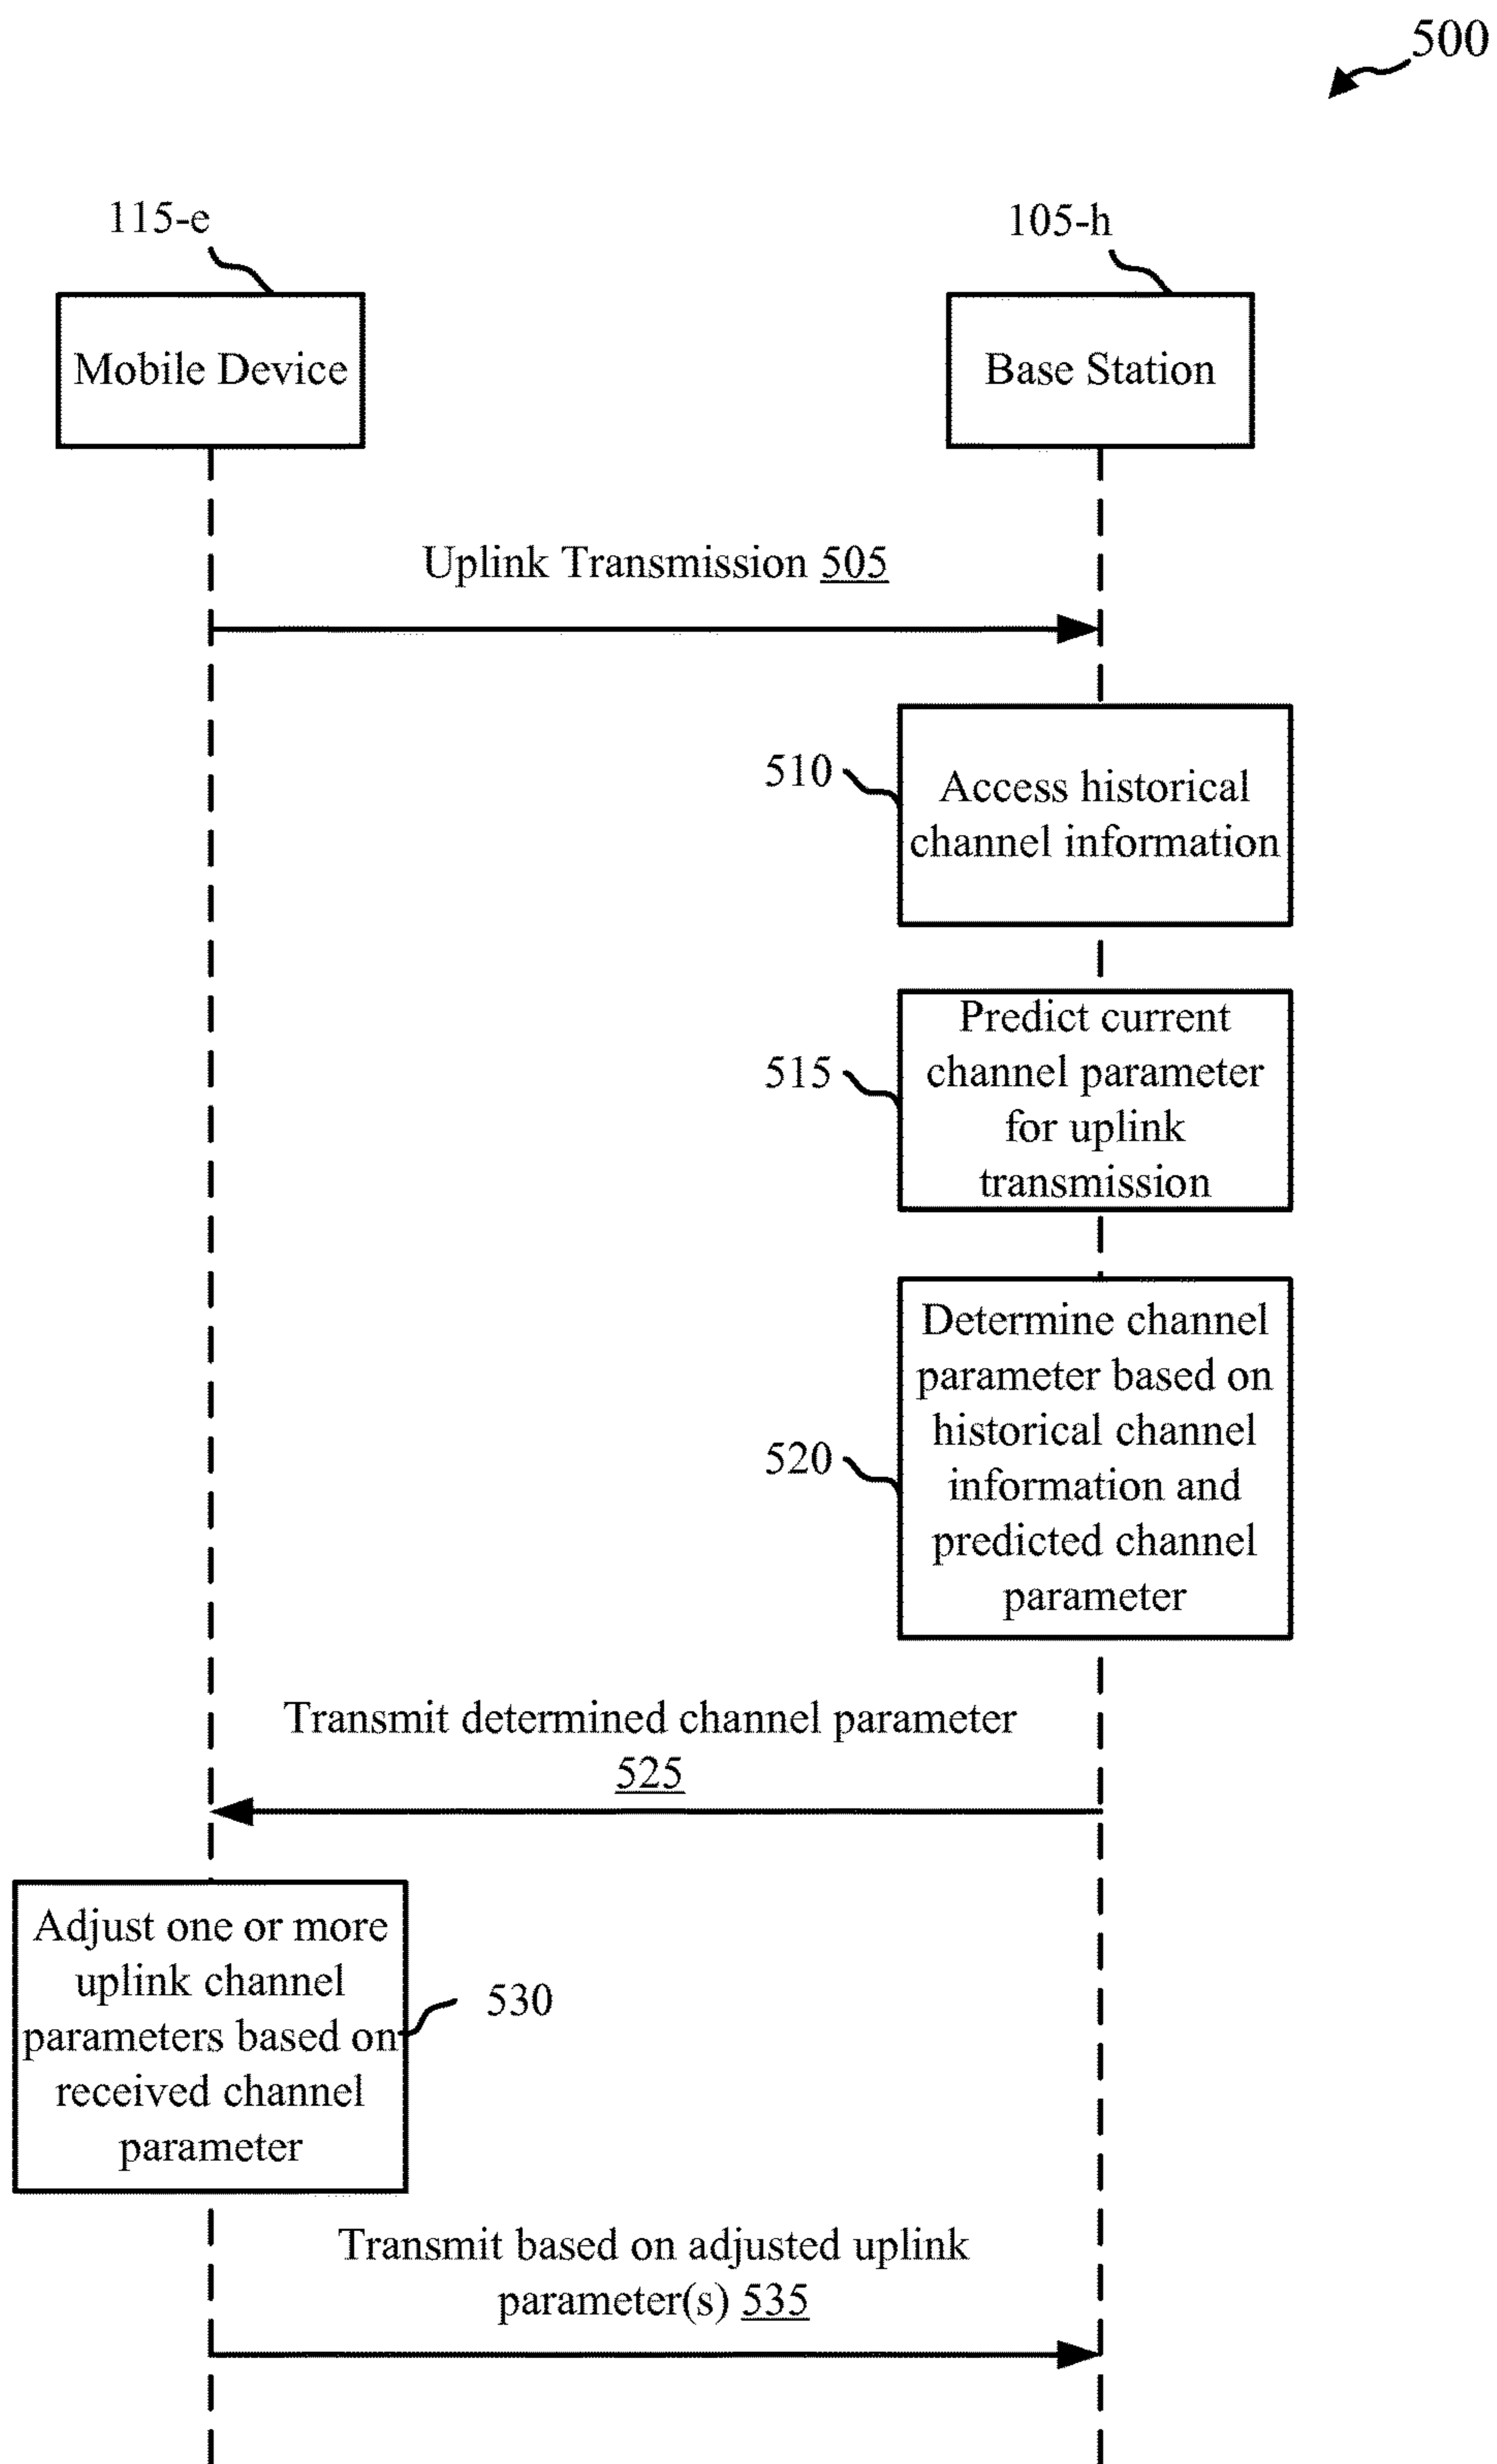 500
115-e
105-h
Mobile Device
Base Station
Uplink Transmission 505
510
Access historical
channel information
515
Predict current
channel parameter
for uplink
transmission
520
Determine channel
parameter based on
historical channel
information and
predicted channel
parameter
Transmit determined channel parameter
525
Adjust one or more
uplink channel
parameters based on
received channel
parameter
530
Transmit based on adjusted uplink
parameter(s) 535